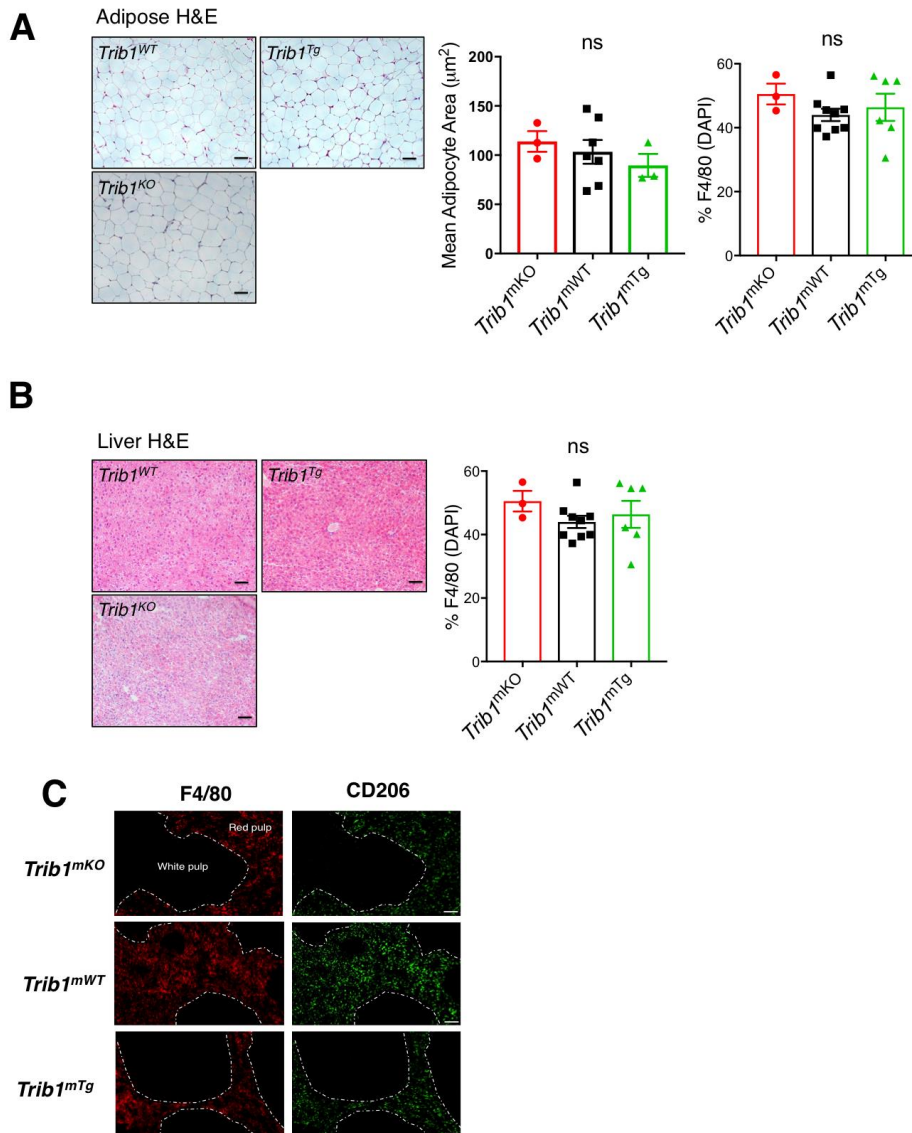 A
Adipose H&E
Trib1WT
Trib1Tg
Trib1KO
Mean Adipocyte Area (μm2)
ns
200
150
100
50
0
Trib1mKO
Trib1mWT
Trib1mTg
% F4/80 (DAPI)
ns
60
40
20
0
Trib1mKO
Trib1mWT
Trib1mTg
B
Liver H&E
Trib1WT
Trib1Tg
Trib1KO
% F4/80 (DAPI)
ns
60
40
20
0
Trib1mKO
Trib1mWT
Trib1mTg
C
F4/80
CD206
Trib1mKO
Red pulp
White pulp
Trib1mWT
Trib1mTg